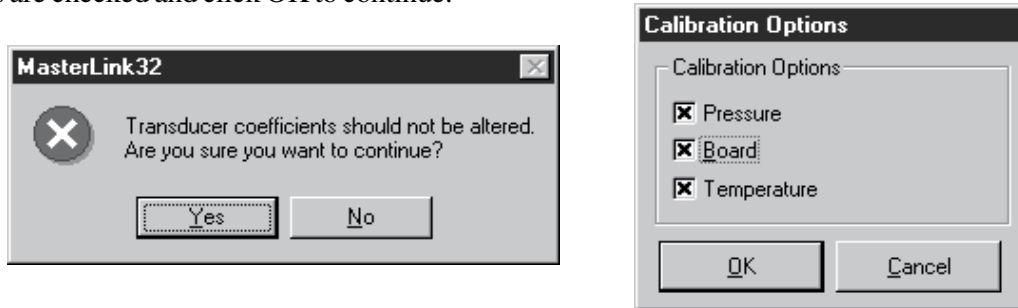 are checked and click OK to continue.
MasterLink32
Transducer coefficients should not be altered.
Are you sure you want to continue?
Yes
No
Calibration Options
Calibration Options
Pressure
Board
Temperature
OK
Cancel